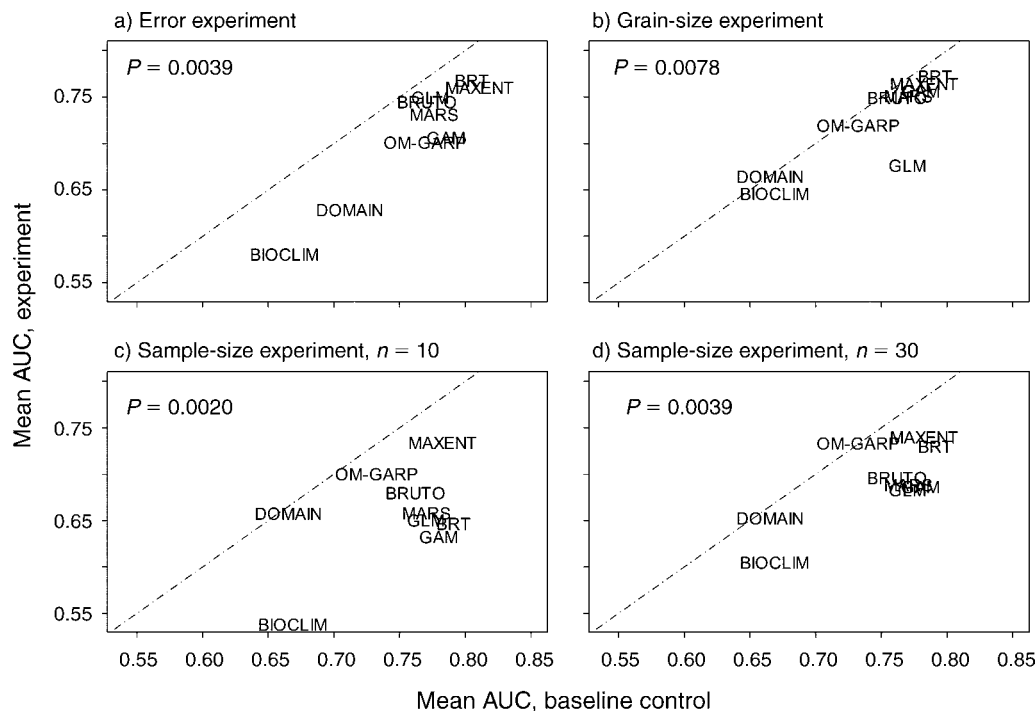 a) Error experiment
P = 0.0039
BRT
MAXENT
GLM
BRUTO
MARS
GAM
OM-GARP
DOMAIN
BIOCLIM
0.75
0.65
0.55
b) Grain-size experiment
P = 0.0078
BRT
MAXENT
GAM
MARS
BRUTO
OM-GARP
GLM
DOMAIN
BIOCLIM
Mean AUC, experiment
c) Sample-size experiment, n = 10
P = 0.0020
MAXENT
OM-GARP
BRUTO
MARS
DOMAIN
GLM
BRT
GAM
BIOCLIM
0.75
0.65
0.55
0.55 0.60 0.65 0.70 0.75 0.80 0.85
d) Sample-size experiment, n = 30
P = 0.0039
MAXENT
OM-GARP
BRT
BRUTO
MARS
GAM
GLM
DOMAIN
BIOCLIM
0.55 0.60 0.65 0.70 0.75 0.80 0.85
Mean AUC, baseline control